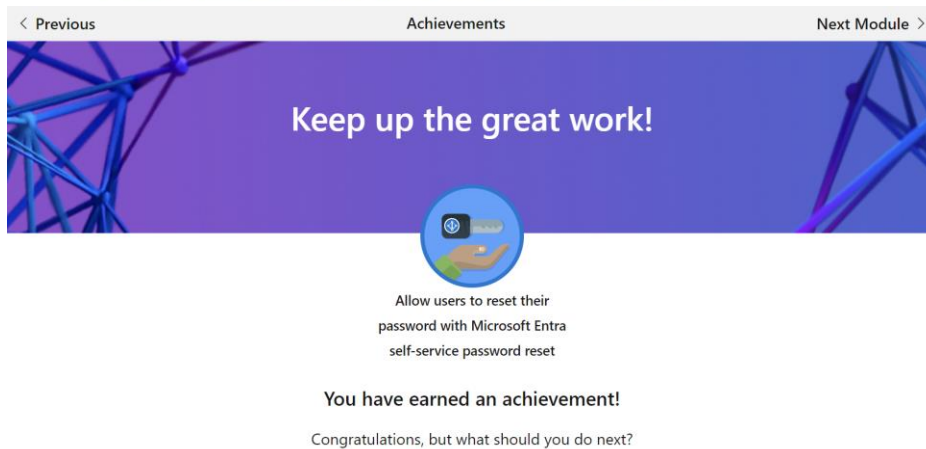 Previous Achievements Next Module
Keep up the great work!
Allow users to reset their
password with Microsoft Entra
self-service password reset
You have earned an achievement!
Congratulations, but what should you do next?